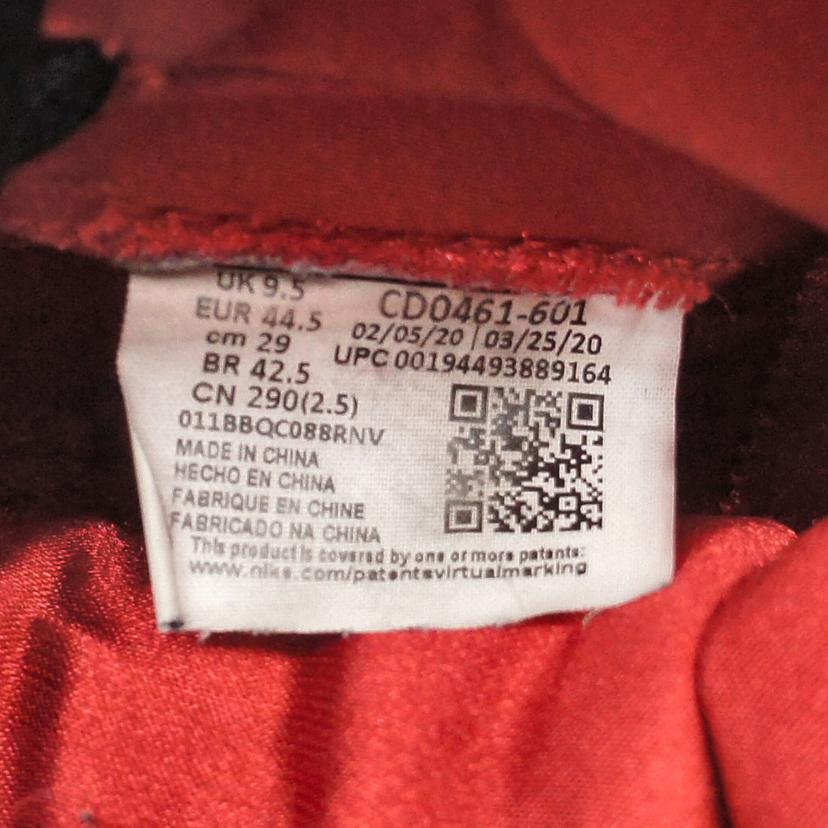 UK 9.5
EUR 44.5
cm 29
BR 42.5
CN 290(2.5)
011BBQC088RNV
CD0461-601
02/05/20 | 03/25/20
UPC 00194493889164
MADE IN CHINA
HECHO EN CHINA
FABRIQUE EN CHINE
FABRICADO NA CHINA
This product is covered by one or more patents:
www.nike.com/patentsvirtualmarking